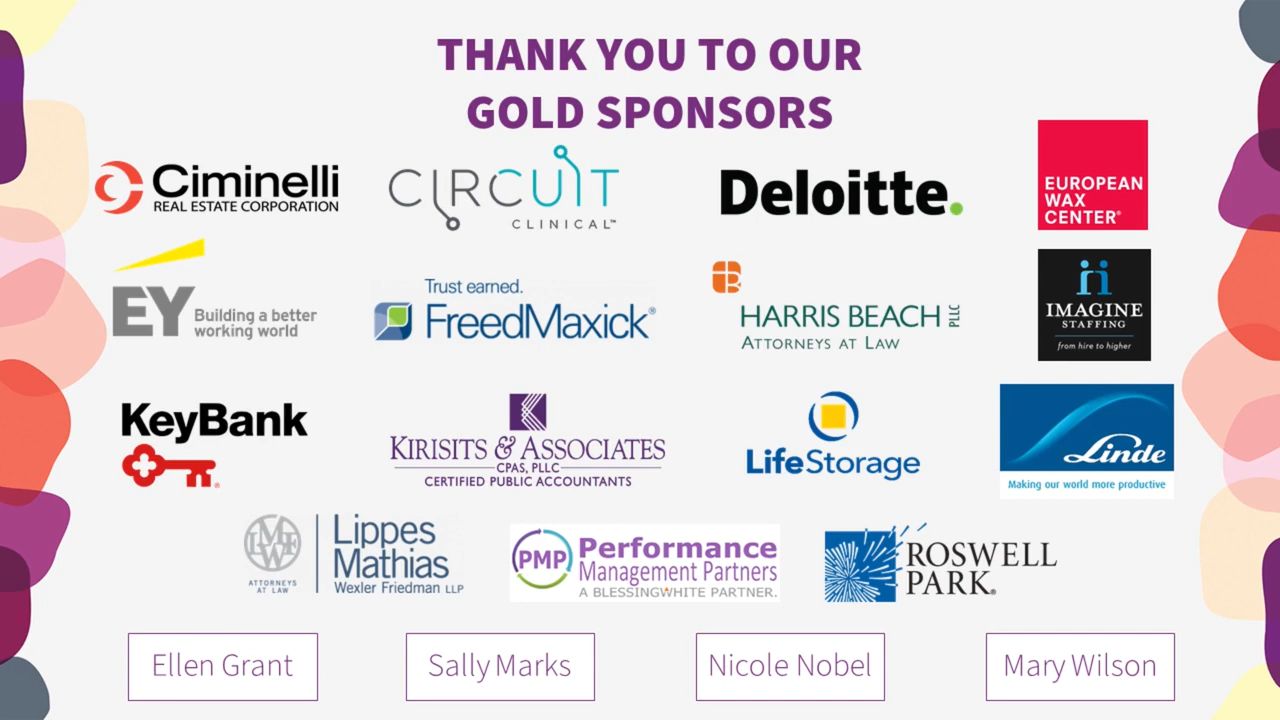 THANK YOU TO OUR
GOLD SPONSORS
Ciminelli
REAL ESTATE CORPORATION
CIRCUIT
CLINICAL™
Deloitte.
EUROPEAN
WAX
CENTER®
EY Building a better
working world
Trust earned.
FreedMaxick®
HARRIS BEACH PLLC
ATTORNEYS AT LAW
IMAGINE
STAFFING
from hire to higher
KeyBank
KIRISITS & ASSOCIATES
CPAS, PLLC
CERTIFIED PUBLIC ACCOUNTANTS
LifeStorage
Linde
Making our world more productive
LMWF
ATTORNEYS
AT LAW
Lippes
Mathias
Wexler Friedman LLP
PMP
Performance
Management Partners
A BLESSINGWHITE PARTNER.
ROSWELL
PARK®
Ellen Grant
Sally Marks
Nicole Nobel
Mary Wilson